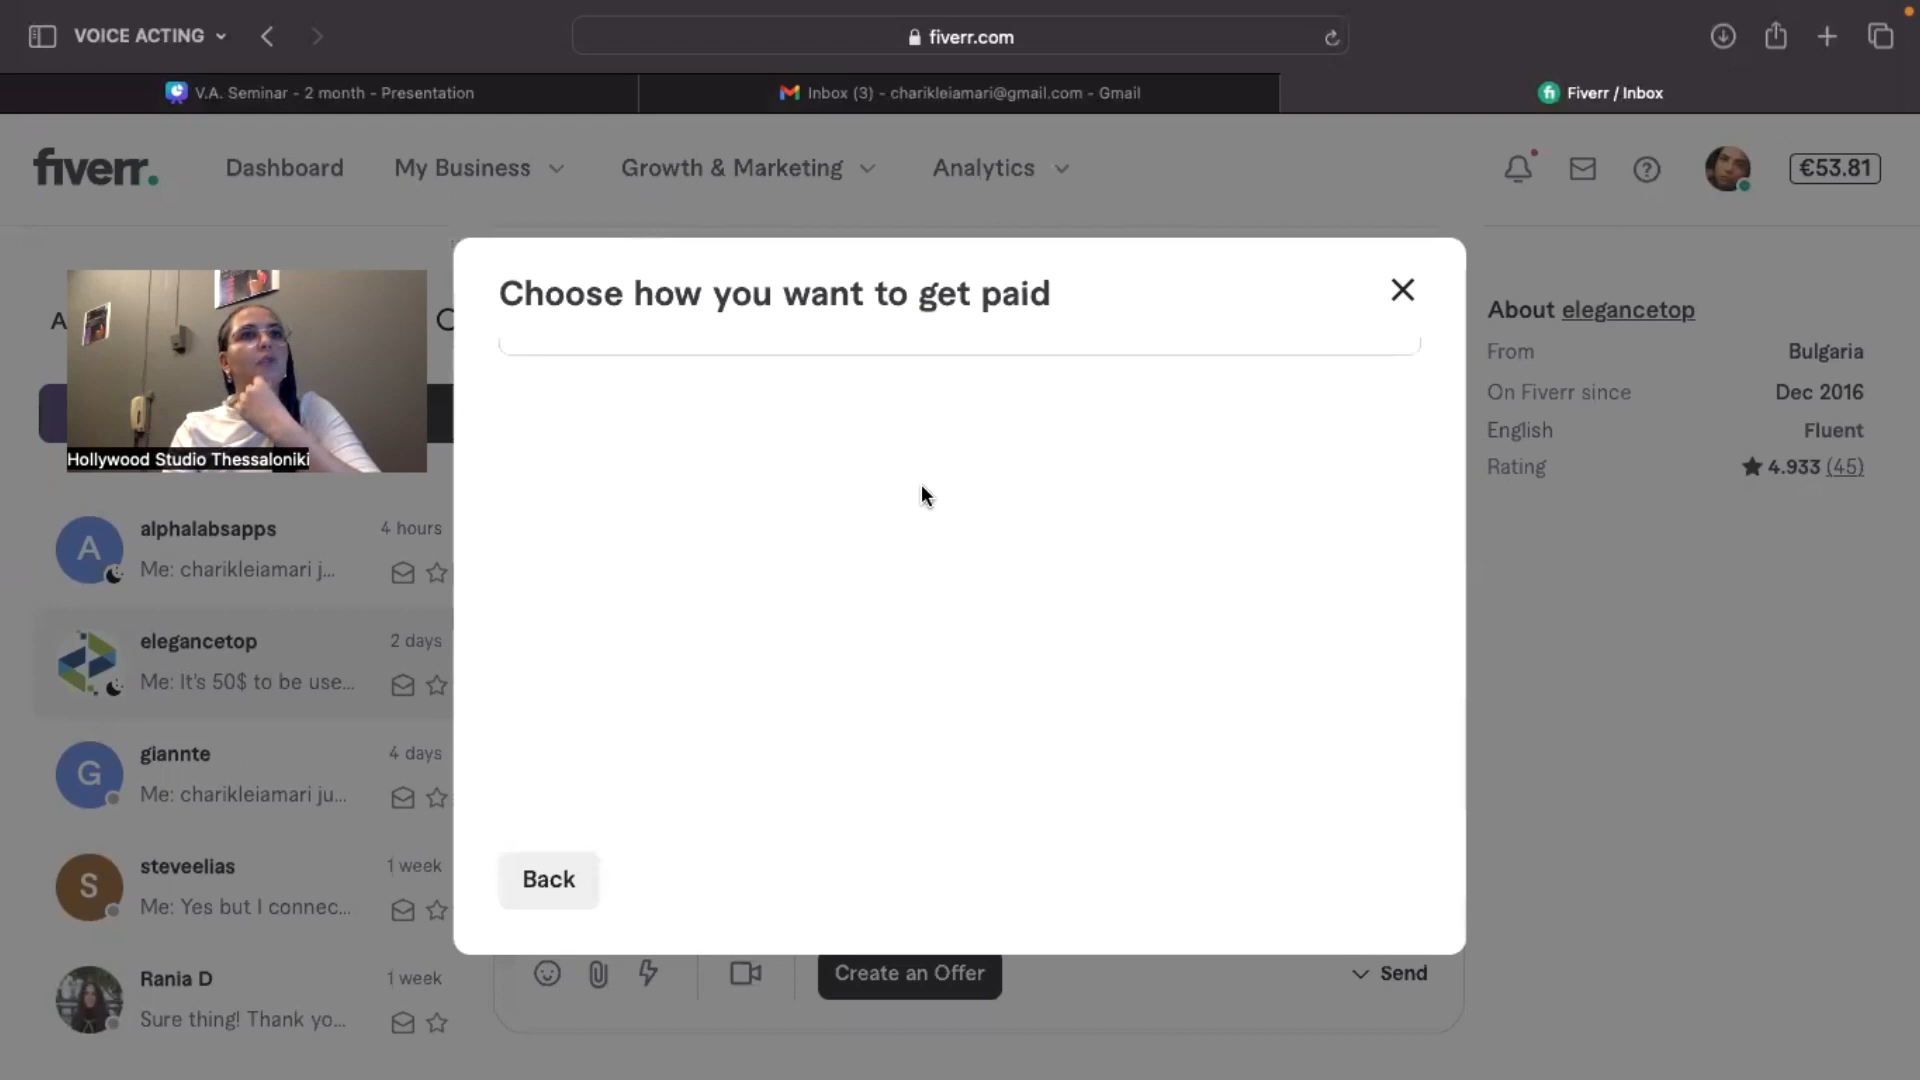 VOICE ACTING
fiverr.com
V.A. Seminar - 2 month - Presentation
Inbox (3) - charikleiamari@gmail.com - Gmail
Fiverr / Inbox
fiverr.
Dashboard
My Business
Growth & Marketing
Analytics
€53.81
Choose how you want to get paid
A
Hollywood Studio Thessaloniki
About elegancetop
From Bulgaria
On Fiverr since Dec 2016
English Fluent
Rating 4.933 (45)
A
alphalabsapps 4 hours
Me: charikleiamari j...
elegancetop 2 days
Me: It's 50$ to be use...
G
giannte 4 days
Me: charikleiamari ju...
S
steveelias 1 week
Me: Yes but I connec...
Rania D 1 week
Sure thing! Thank yo...
Back
Create an Offer
Send